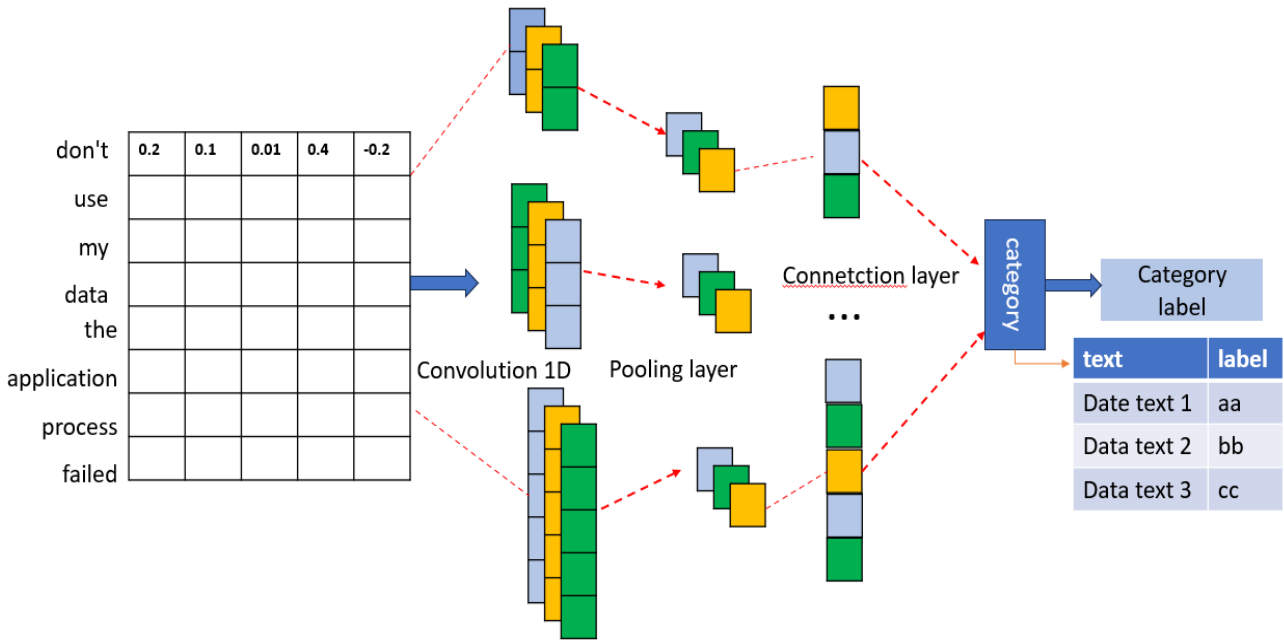 don't 0.2 0.1 0.01 0.4 -0.2
use
my
data
the
application
process
failed
Convolution 1D
Pooling layer
Connetction layer
...
category
Category
label
text label
Date text 1 aa
Data text 2 bb
Data text 3 cc